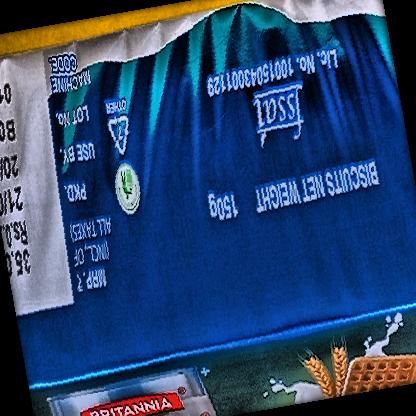 BISCUITS NET WEIGHT 150g
fssai
Lic. No. 10015043001129
MRP. ₹
(INCL. OF
ALL TAXES)
PKD.
USE BY.
LOT No.
MACHINE
CODE:
7
OTHER
BRITANNIA